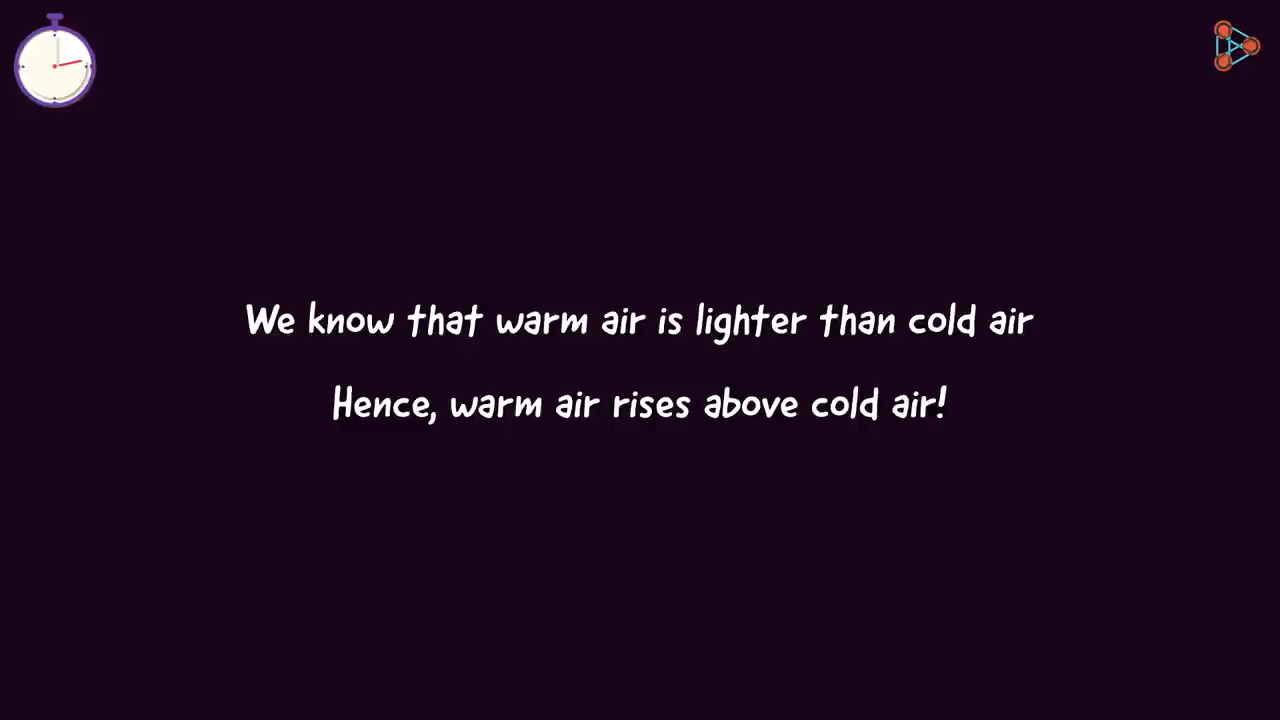 We know that warm air is lighter than cold air
Hence, warm air rises above cold air!